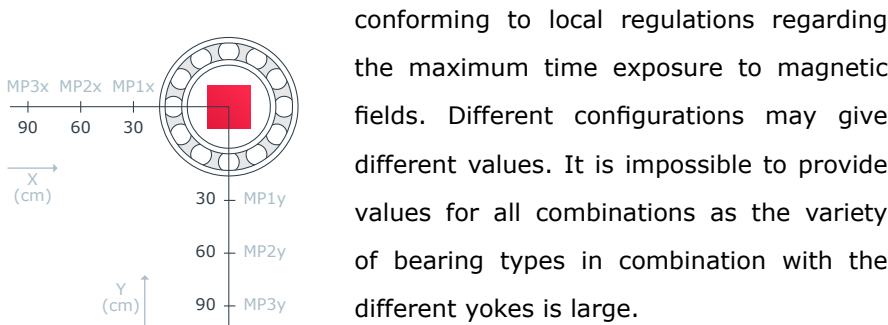 MP3x MP2x MP1x
90 60 30
X
(cm)
30 MP1y
60 MP2y
Y
(cm)
90 MP3y
conforming to local regulations regarding
the maximum time exposure to magnetic
fields. Different configurations may give
different values. It is impossible to provide
values for all combinations as the variety
of bearing types in combination with the
different yokes is large.